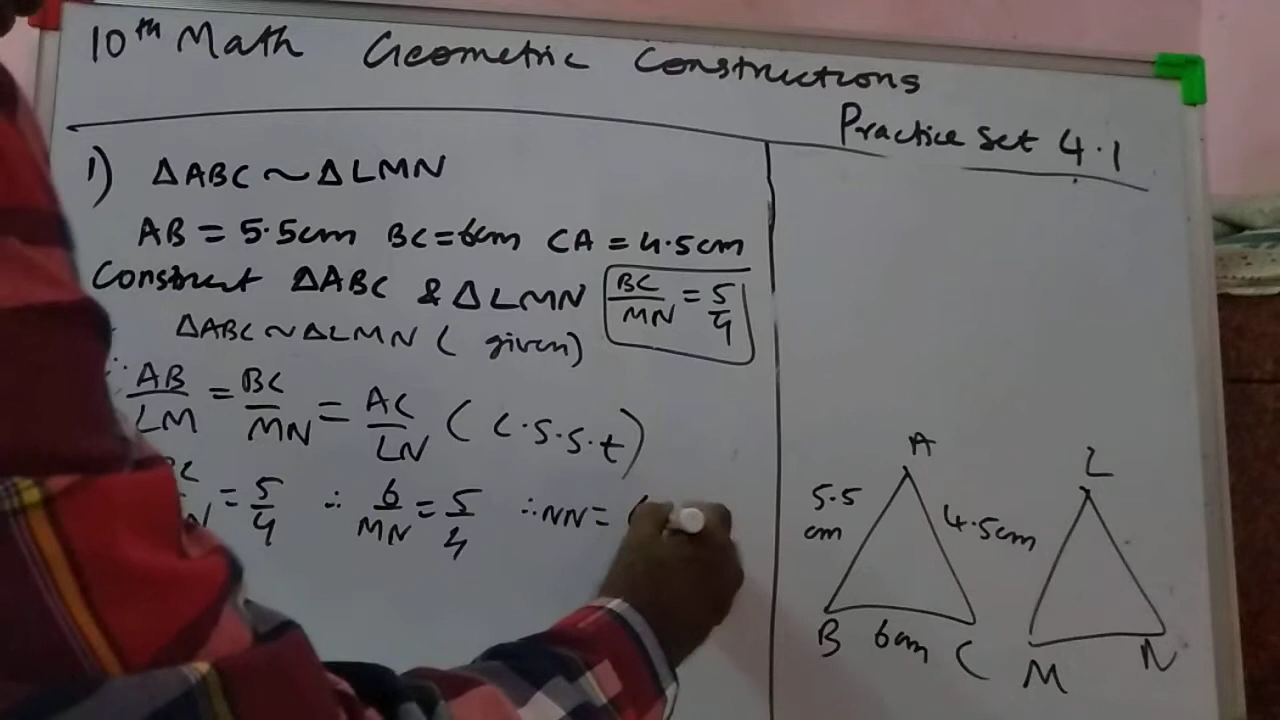 10th Math Geometric Constructions
Practice Set 4.1
1) ΔABC ~ ΔLMN
AB = 5.5cm BC = 6cm CA = 4.5cm
Construct ΔABC & ΔLMN BC/MN = 5/4
ΔABC ~ ΔLMN ( given )
∴ AB/LM = BC/MN = AC/LN ( C.S.S.t )
= 5/4 ∴ 6/MN = 5/4 ∴ NN =
A
5.5 cm
4.5cm
B 6cm C
L
M N